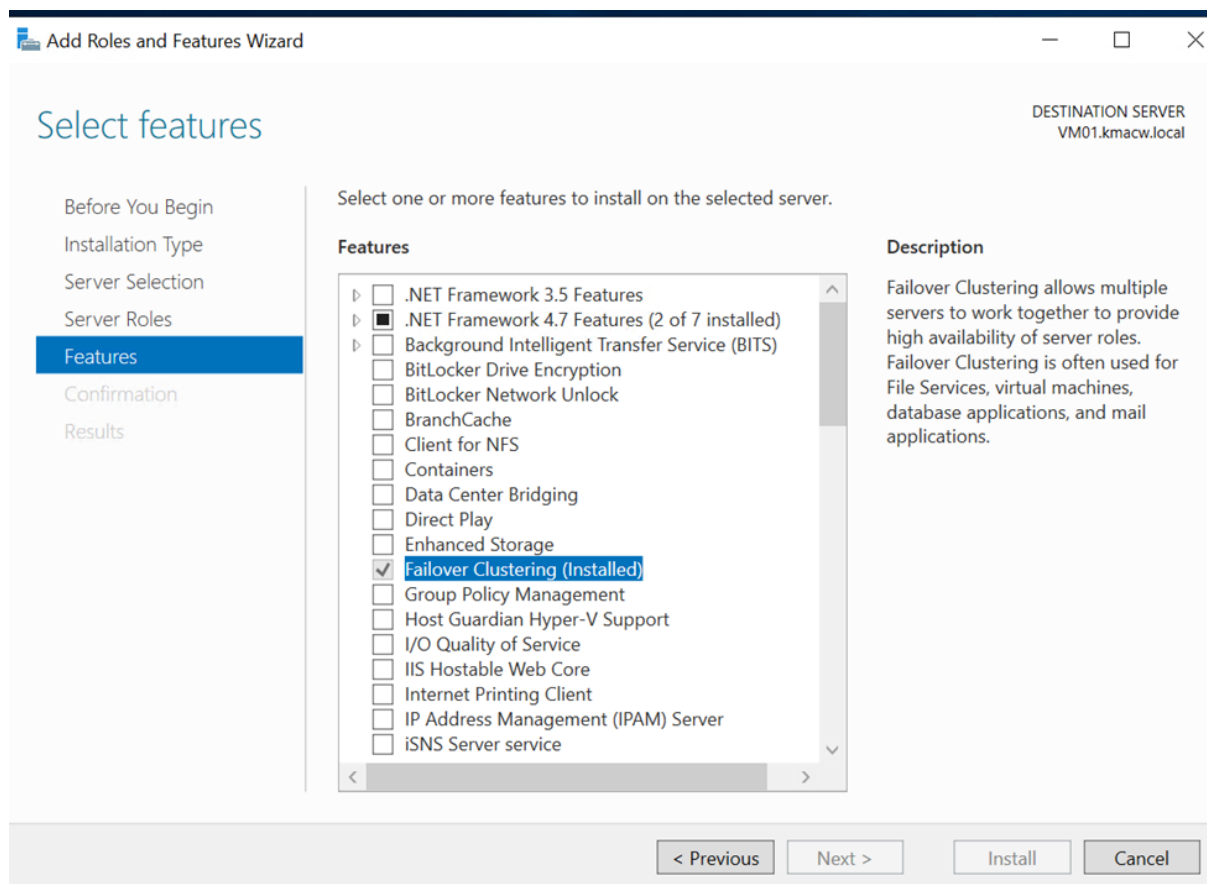 Add Roles and Features Wizard
Select features
DESTINATION SERVER
VM01.kmacw.local
Before You Begin
Installation Type
Server Selection
Server Roles
Features
Confirmation
Results
Select one or more features to install on the selected server.
Features
.NET Framework 3.5 Features
.NET Framework 4.7 Features (2 of 7 installed)
Background Intelligent Transfer Service (BITS)
BitLocker Drive Encryption
BitLocker Network Unlock
BranchCache
Client for NFS
Containers
Data Center Bridging
Direct Play
Enhanced Storage
Failover Clustering (Installed)
Group Policy Management
Host Guardian Hyper-V Support
I/O Quality of Service
IIS Hostable Web Core
Internet Printing Client
IP Address Management (IPAM) Server
iSNS Server service
Description
Failover Clustering allows multiple
servers to work together to provide
high availability of server roles.
Failover Clustering is often used for
File Services, virtual machines,
database applications, and mail
applications.
< Previous
Next >
Install
Cancel